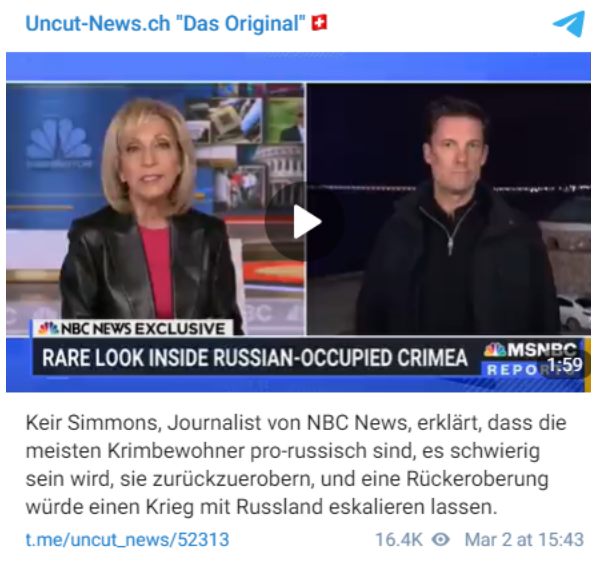 Uncut-News.ch "Das Original" 🇨🇭
NBC NEWS EXCLUSIVE
RARE LOOK INSIDE RUSSIAN-OCCUPIED CRIMEA
MSNBC
REPO
1:59
Keir Simmons, Journalist von NBC News, erklärt, dass die
meisten Krimbewohner pro-russisch sind, es schwierig
sein wird, sie zurückzuerobern, und eine Rückeroberung
würde einen Krieg mit Russland eskalieren lassen.
t.me/uncut_news/52313 16.4K Mar 2 at 15:43